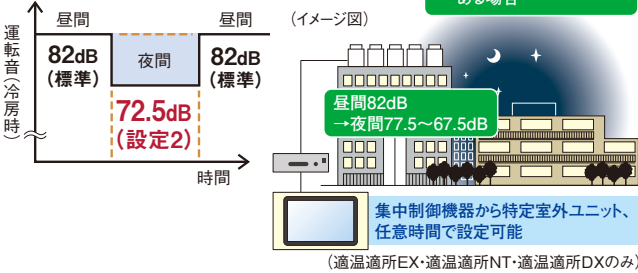 ある場合
昼間
昼間
(イメージ図)
運転音(冷房時)
82dB
(標準)
夜間
82dB
(標準)
72.5dB
(設定2)
時間
昼間82dB
→夜間77.5〜67.5dB
集中制御機器から特定室外ユニット、
任意時間で設定可能
(適温適所EX・適温適所NT・適温適所DXのみ)